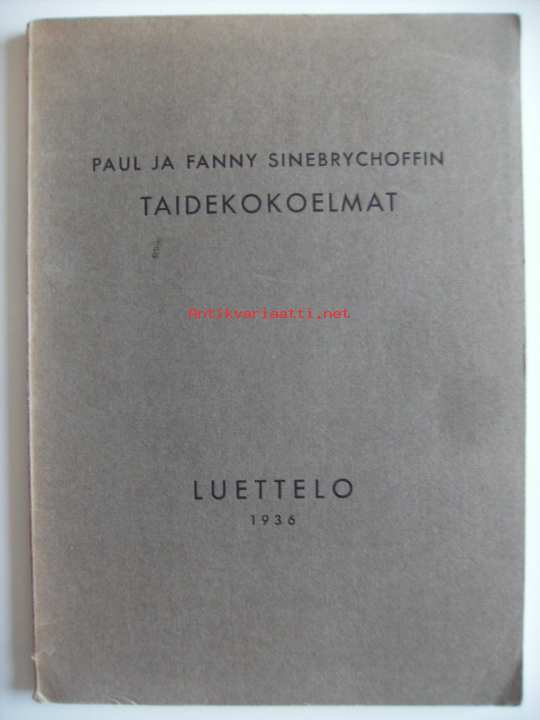 PAUL JA FANNY SINEBRYCHOFFIN
TAIDEKOKOELMAT
Antikvariaatti.net
LUETTELO
1936